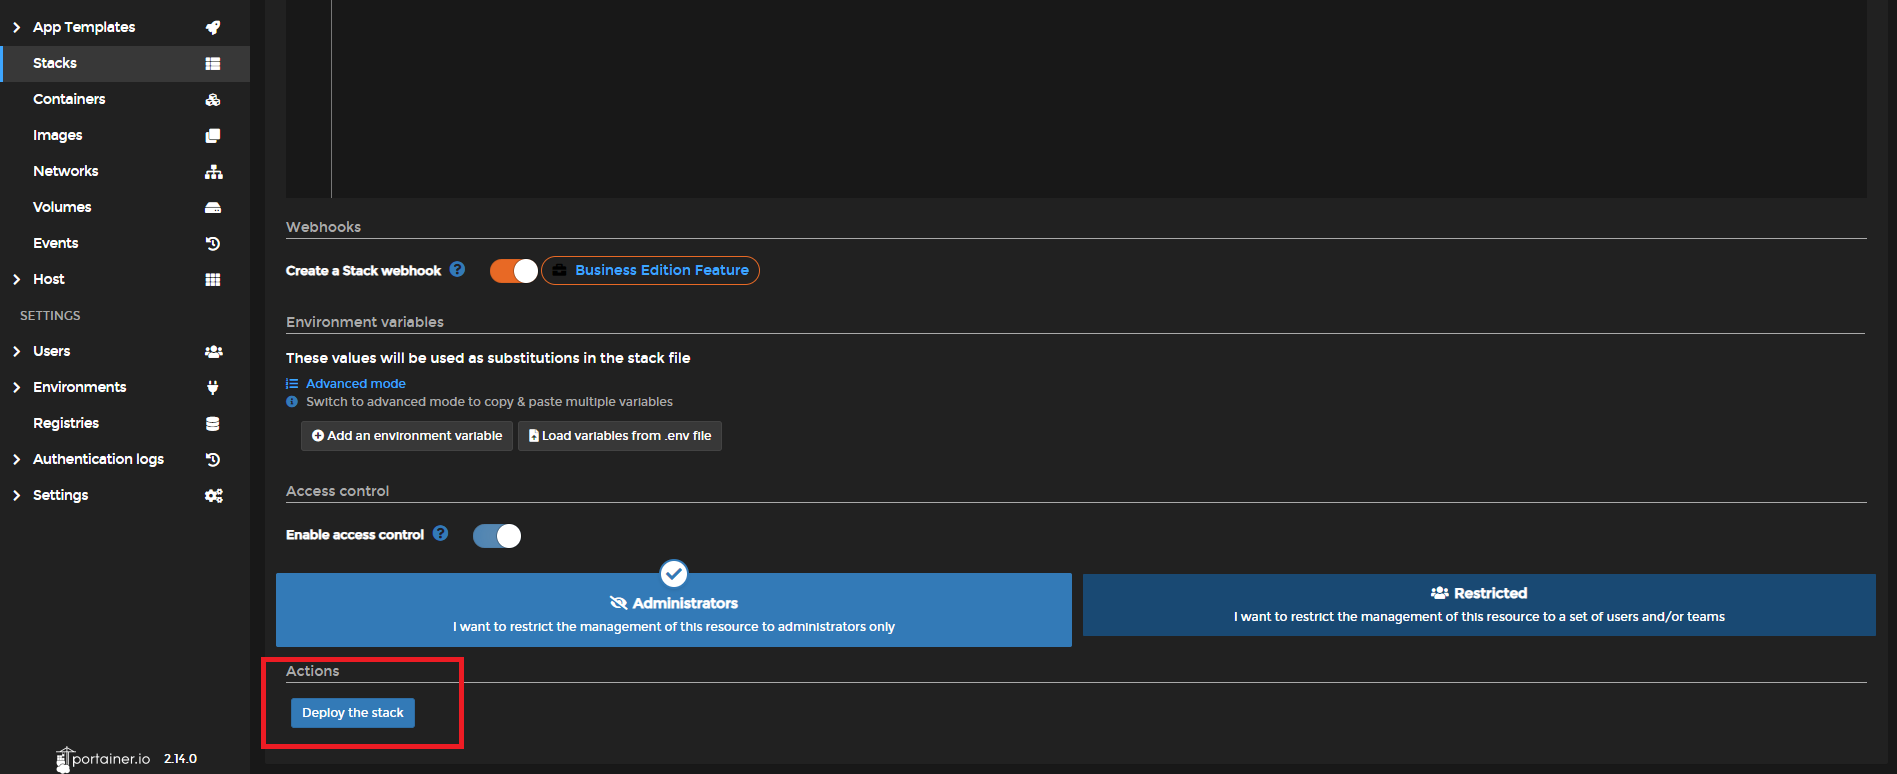 App Templates
Stacks
Containers
Images
Networks
Volumes
Events
Host
SETTINGS
Users
Environments
Registries
Authentication logs
Settings
portainer.io 2.14.0
Webhooks
Create a Stack webhook
Business Edition Feature
Environment variables
These values will be used as substitutions in the stack file
Advanced mode
Switch to advanced mode to copy & paste multiple variables
Add an environment variable Load variables from .env file
Access control
Enable access control
Administrators
I want to restrict the management of this resource to administrators only
Restricted
I want to restrict the management of this resource to a set of users and/or teams
Actions
Deploy the stack